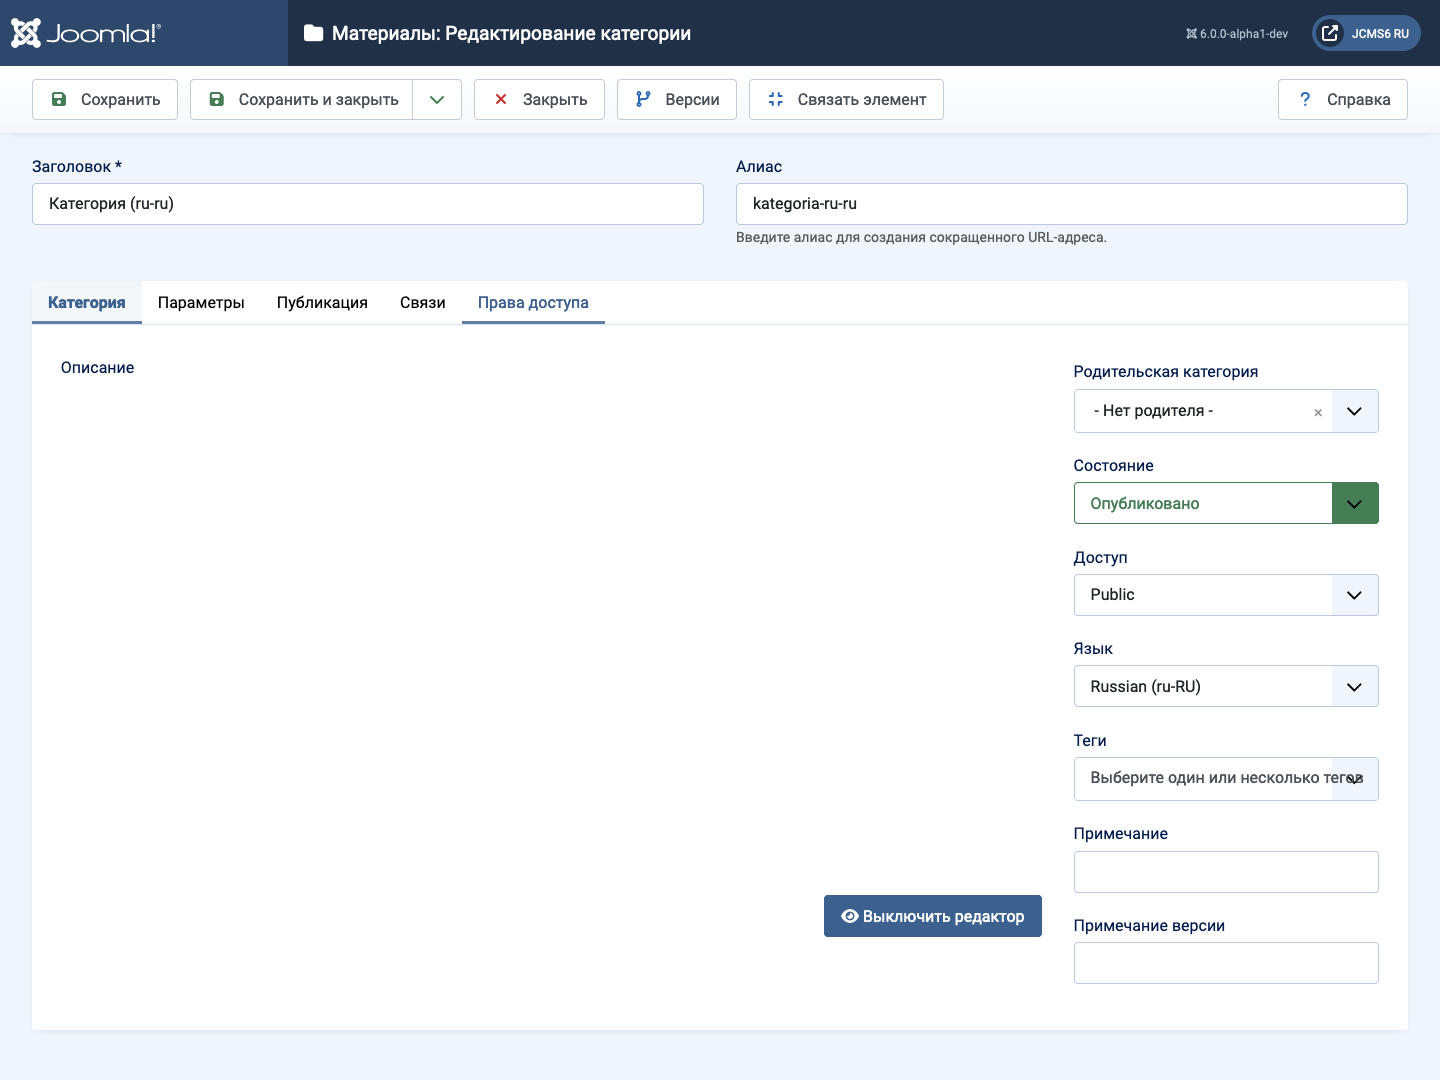 Joomla!®
Материалы: Редактирование категории
6.0.0-alpha1-dev
JCMS6 RU
Сохранить
Сохранить и закрыть
Закрыть
Версии
Связать элемент
? Справка
Заголовок *
Категория (ru-ru)
Алиас
kategoria-ru-ru
Введите алиас для создания сокращенного URL-адреса.
Категория
Параметры
Публикация
Связи
Права доступа
Описание
Выключить редактор
Родительская категория
- Нет родителя - ×
Состояние
Опубликовано
Доступ
Public
Язык
Russian (ru-RU)
Теги
Выберите один или несколько тегов
Примечание
Примечание версии